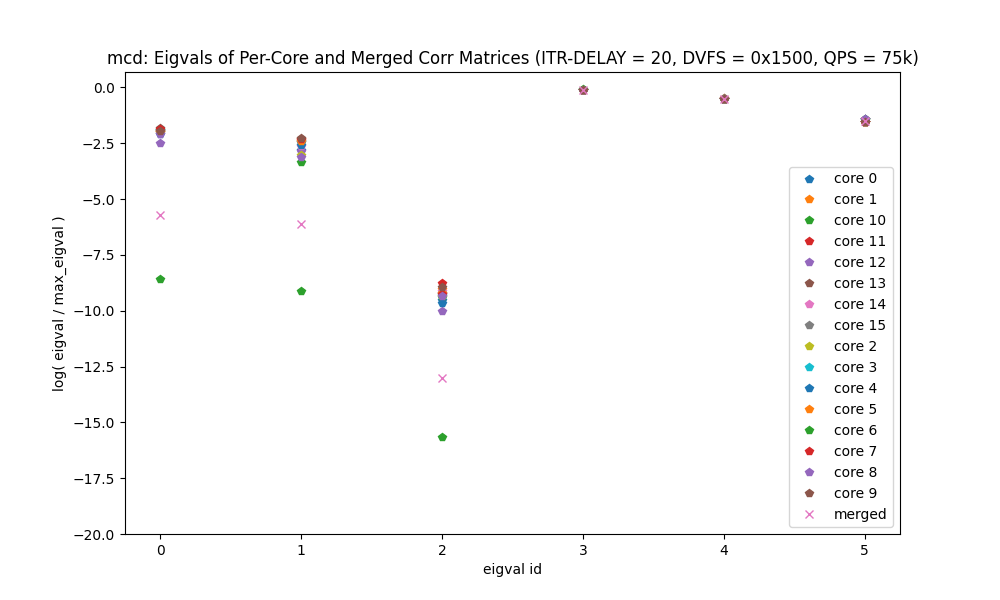 mcd: Eigvals of Per-Core and Merged Corr Matrices (ITR-DELAY = 20, DVFS = 0x1500, QPS = 75k)
log( eigval / max_eigval )
0.0
−2.5
−5.0
−7.5
−10.0
−12.5
−15.0
−17.5
−20.0
core 0
core 1
core 10
core 11
core 12
core 13
core 14
core 15
core 2
core 3
core 4
core 5
core 6
core 7
core 8
core 9
merged
0 1 2 3 4 5
eigval id